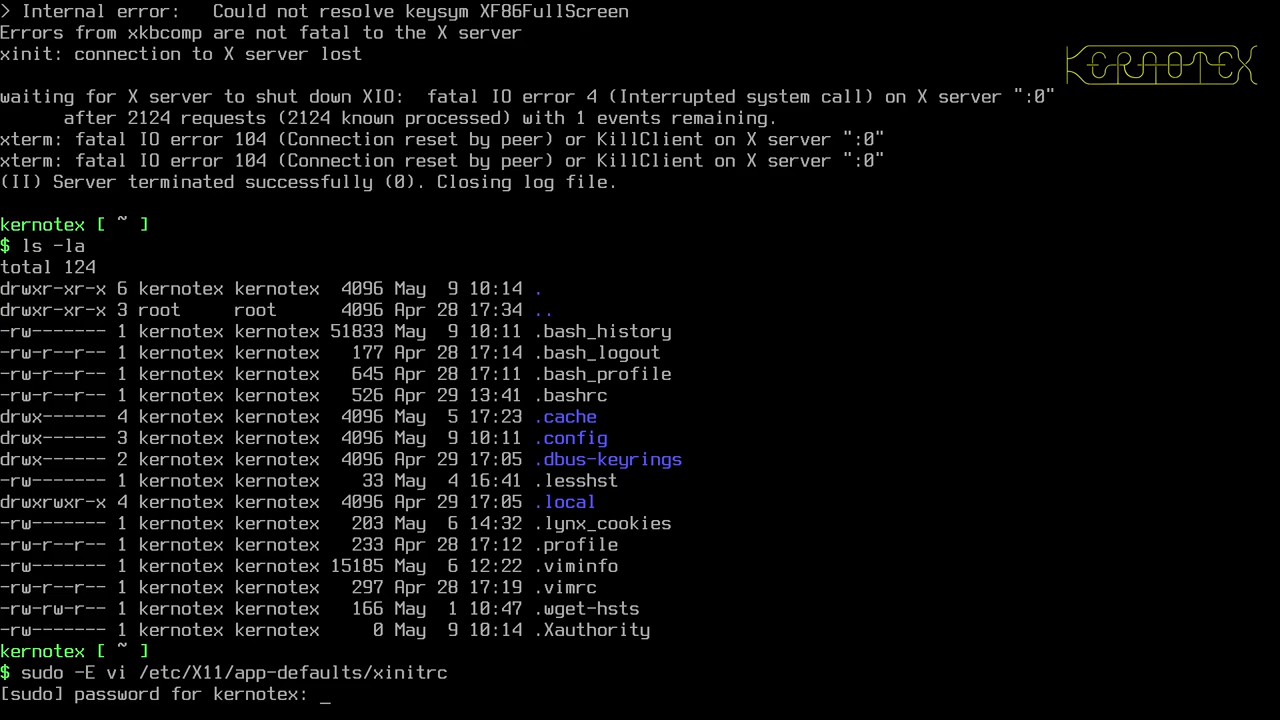 > Internal error:   Could not resolve keysym XF86FullScreen
Errors from xkbcomp are not fatal to the X server
xinit: connection to X server lost
KERNOTEX
waiting for X server to shut down XIO:  fatal IO error 4 (Interrupted system call) on X server ":0"
      after 2124 requests (2124 known processed) with 1 events remaining.
xterm: fatal IO error 104 (Connection reset by peer) or KillClient on X server ":0"
xterm: fatal IO error 104 (Connection reset by peer) or KillClient on X server ":0"
(II) Server terminated successfully (0). Closing log file.
kernotex [ ~ ]
$ ls -la
total 124
drwxr-xr-x 6 kernotex kernotex  4096 May  9 10:14 .
drwxr-xr-x 3 root     root      4096 Apr 28 17:34 ..
-rw------- 1 kernotex kernotex 51833 May  9 10:11 .bash_history
-rw-r--r-- 1 kernotex kernotex   177 Apr 28 17:14 .bash_logout
-rw-r--r-- 1 kernotex kernotex   645 Apr 28 17:11 .bash_profile
-rw-r--r-- 1 kernotex kernotex   526 Apr 29 13:41 .bashrc
drwx------ 4 kernotex kernotex  4096 May  5 17:23 .cache
drwx------ 3 kernotex kernotex  4096 May  9 10:11 .config
drwx------ 2 kernotex kernotex  4096 Apr 29 17:05 .dbus-keyrings
-rw------- 1 kernotex kernotex    33 May  4 16:41 .lesshst
drwxrwxr-x 4 kernotex kernotex  4096 Apr 29 17:05 .local
-rw------- 1 kernotex kernotex   203 May  6 14:32 .lynx_cookies
-rw-r--r-- 1 kernotex kernotex   233 Apr 28 17:12 .profile
-rw------- 1 kernotex kernotex 15185 May  6 12:22 .viminfo
-rw-r--r-- 1 kernotex kernotex   297 Apr 28 17:19 .vimrc
-rw-rw-r-- 1 kernotex kernotex   166 May  1 10:47 .wget-hsts
-rw------- 1 kernotex kernotex     0 May  9 10:14 .Xauthority
kernotex [ ~ ]
$ sudo -E vi /etc/X11/app-defaults/xinitrc
[sudo] password for kernotex: _